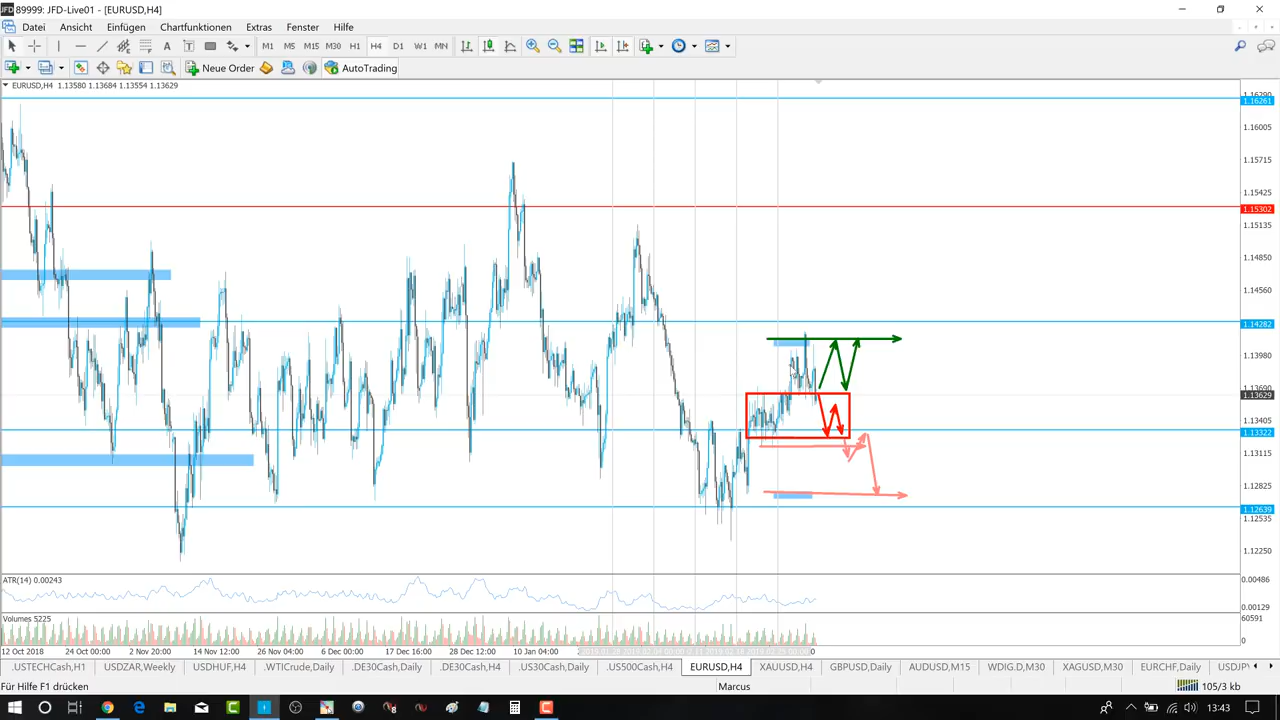 JFD 89999: JFD-Live01 - [EURUSD,H4]
Datei Ansicht Einfügen Chartfunktionen Extras Fenster Hilfe
A T M1 M5 M15 M30 H1 H4 D1 W1 MN
Neue Order AutoTrading
EURUSD,H4 1.13580 1.13684 1.13554 1.13629
1.16290
1.16261
1.16005
1.15715
1.15425
1.15302
1.15135
1.14850
1.14560
1.14282
1.13980
1.13690
1.13629
1.13405
1.13322
1.13115
1.12825
1.12639
1.12535
1.12250
ATR(14) 0.00243
0.00486
0.00129
Volumes 5225
60591
0
12 Oct 2018 24 Oct 00:00 2 Nov 20:00 14 Nov 12:00 26 Nov 04:00 6 Dec 00:00 17 Dec 16:00 28 Dec 12:00 10 Jan 04:00
.USTECHCash,H1 USDZAR,Weekly USDHUF,H4 .WTICrude,Daily .DE30Cash,Daily .DE30Cash,H4 .US30Cash,Daily .US500Cash,H4 EURUSD,H4 XAUUSD,H4 GBPUSD,Daily AUDUSD,M15 WDIG.D,M30 XAGUSD,M30 EURCHF,Daily USDJPY
Für Hilfe F1 drücken Marcus 105/3 kb
13:43